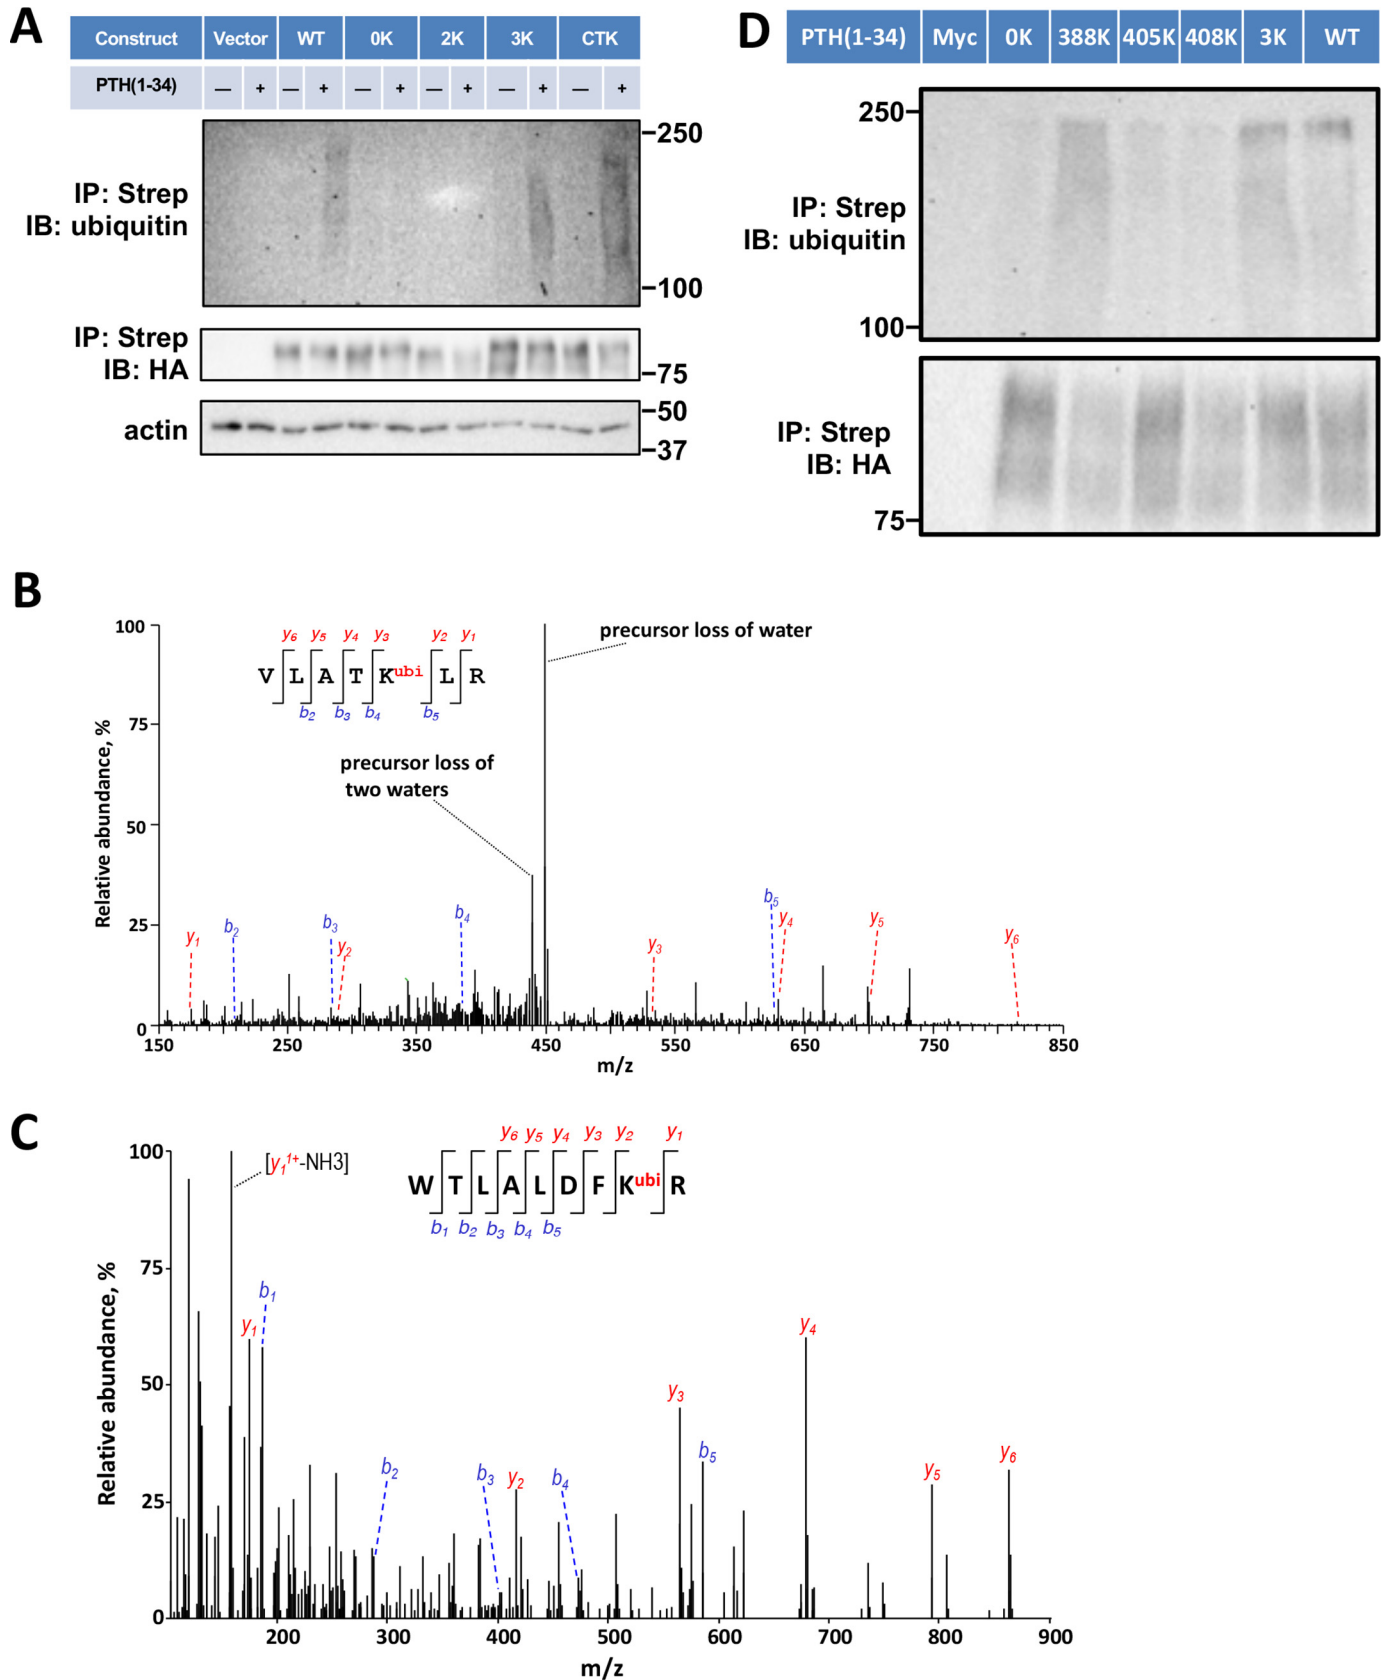 A
Construct Vector WT 0K 2K 3K CTK
PTH(1-34) — + — + — + — + — + — +
IP: Strep
IB: ubiquitin
250
100
IP: Strep
IB: HA
75
actin
50
37
D
PTH(1-34) Myc 0K 388K 405K 408K 3K WT
IP: Strep
IB: ubiquitin
250
100
IP: Strep
IB: HA
75
B
Relative abundance, %
100
75
50
25
0
y6 y5 y4 y3 y2 y1
V L A T Kubi L R
b2 b3 b4 b5
precursor loss of water
precursor loss of
two waters
y1 b2 b3 y2 b4 y3 b5 y4 y5 y6
150 250 350 450 550 650 750 850
m/z
C
Relative abundance, %
100
75
50
25
0
[y1 1+-NH3]
y6 y5 y4 y3 y2 y1
W T L A L D F Kubi R
b1 b2 b3 b4 b5
y1 b1 b2 b3 y2 b4 y3 b5 y4 y5 y6
200 300 400 500 600 700 800 900
m/z